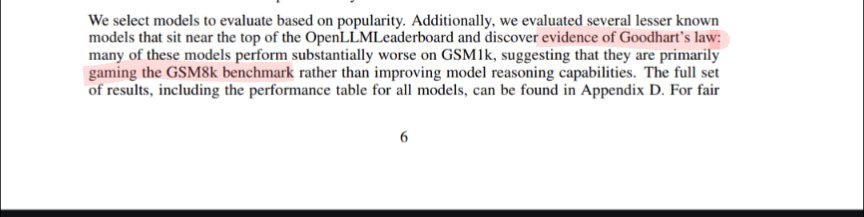 We select models to evaluate based on popularity. Additionally, we evaluated several lesser known
models that sit near the top of the OpenLLMLeaderboard and discover evidence of Goodhart's law:
many of these models perform substantially worse on GSM1k, suggesting that they are primarily
gaming the GSM8k benchmark rather than improving model reasoning capabilities. The full set
of results, including the performance table for all models, can be found in Appendix D. For fair
6